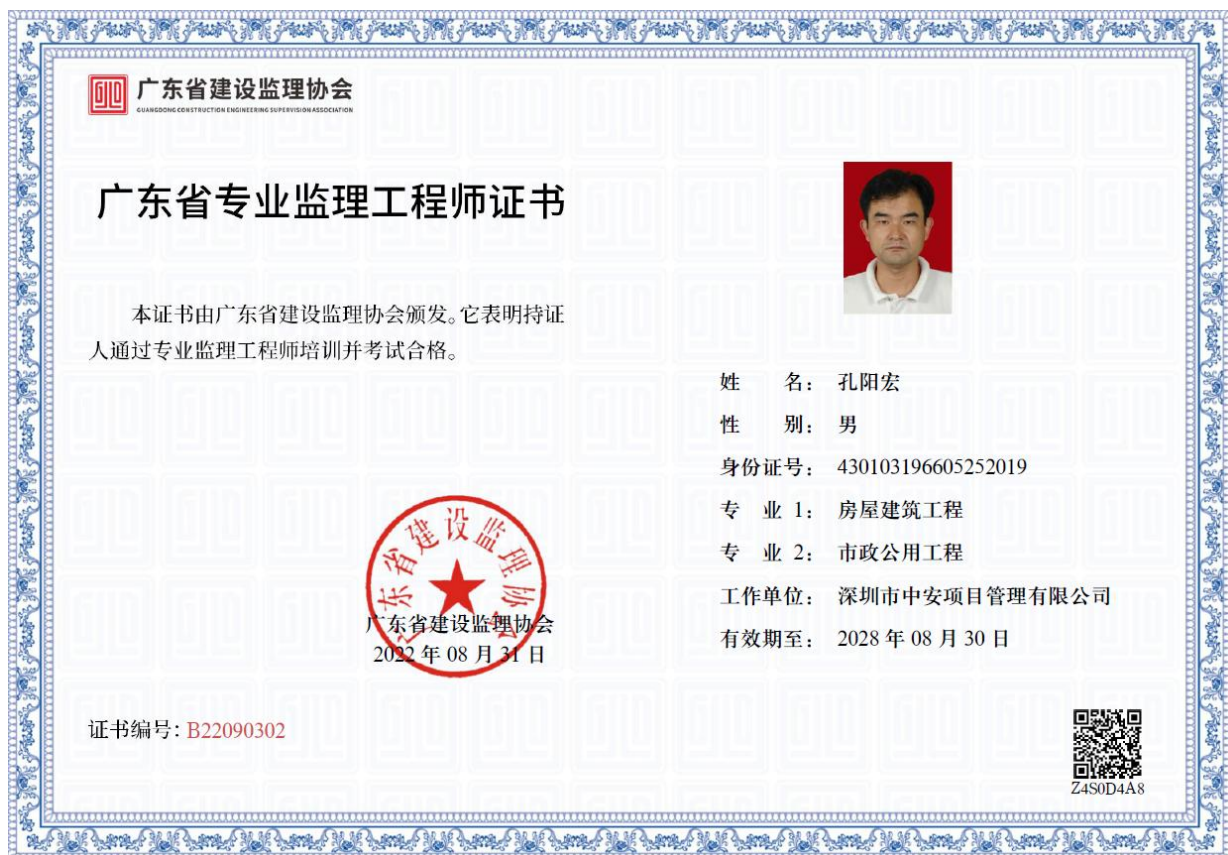 广东省建设监理协会
GUANGDONG CONSTRUCTION ENGINEERING SUPERVISION ASSOCIATION
广东省专业监理工程师证书
本证书由广东省建设监理协会颁发。它表明持证
人通过专业监理工程师培训并考试合格。
姓 名: 孔阳宏
性 别: 男
身份证号: 430103196605252019
专 业 1: 房屋建筑工程
专 业 2: 市政公用工程
工作单位: 深圳市中安项目管理有限公司
有效期至: 2028 年 08 月 30 日
广东省建设监理协会
广东省建设监理协会
2022 年 08 月 31 日
证书编号: B22090302
Z4S0D4A8